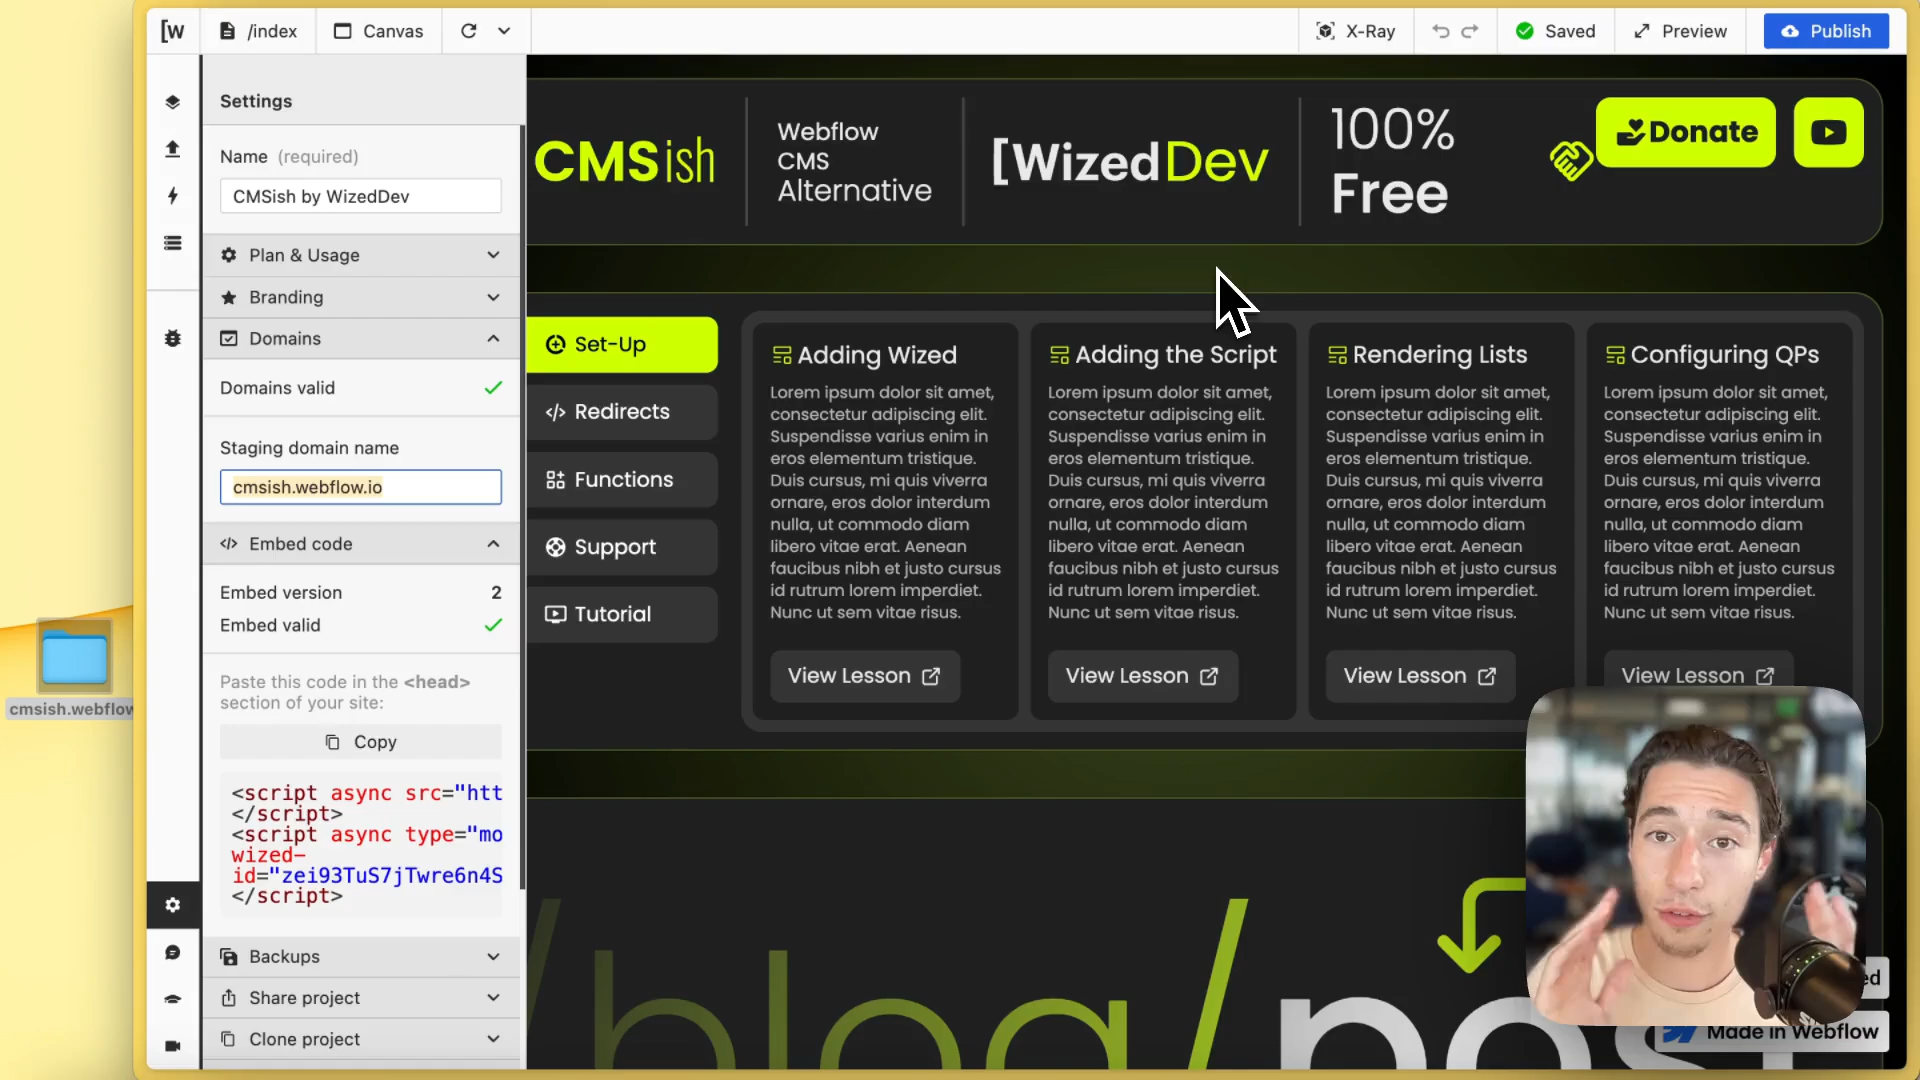 [W
/index
Canvas
X-Ray
Saved
Preview
Publish
Settings
Name (required)
CMSish by WizedDev
Plan & Usage
Branding
Domains
Domains valid
Staging domain name
cmsish.webflow.io
Embed code
Embed version 2
Embed valid
Paste this code in the <head>
section of your site:
Copy
<script async src="htt
</script>
<script async type="mo
wized-
id="zei93TuS7jTwre6n4S
</script>
Backups
Share project
Clone project
cmsish.webflow
CMSish
Webflow
CMS
Alternative
[WizedDev
100%
Free
Donate
Set-Up
Redirects
Functions
Support
Tutorial
Adding Wized
Lorem ipsum dolor sit amet,
consectetur adipiscing elit.
Suspendisse varius enim in
eros elementum tristique.
Duis cursus, mi quis viverra
ornare, eros dolor interdum
nulla, ut commodo diam
libero vitae erat. Aenean
faucibus nibh et justo cursus
id rutrum lorem imperdiet.
Nunc ut sem vitae risus.
View Lesson
Adding the Script
Lorem ipsum dolor sit amet,
consectetur adipiscing elit.
Suspendisse varius enim in
eros elementum tristique.
Duis cursus, mi quis viverra
ornare, eros dolor interdum
nulla, ut commodo diam
libero vitae erat. Aenean
faucibus nibh et justo cursus
id rutrum lorem imperdiet.
Nunc ut sem vitae risus.
View Lesson
Rendering Lists
Lorem ipsum dolor sit amet,
consectetur adipiscing elit.
Suspendisse varius enim in
eros elementum tristique.
Duis cursus, mi quis viverra
ornare, eros dolor interdum
nulla, ut commodo diam
libero vitae erat. Aenean
faucibus nibh et justo cursus
id rutrum lorem imperdiet.
Nunc ut sem vitae risus.
View Lesson
Configuring QPs
Lorem ipsum dolor sit amet,
consectetur adipiscing elit.
Suspendisse varius enim in
eros elementum tristique.
Duis cursus, mi quis viverra
ornare, eros dolor interdum
nulla, ut commodo diam
libero vitae erat. Aenean
faucibus nibh et justo cursus
id rutrum lorem imperdiet.
Nunc ut sem vitae risus.
View Lesson
/blog/post
Made in Webflow